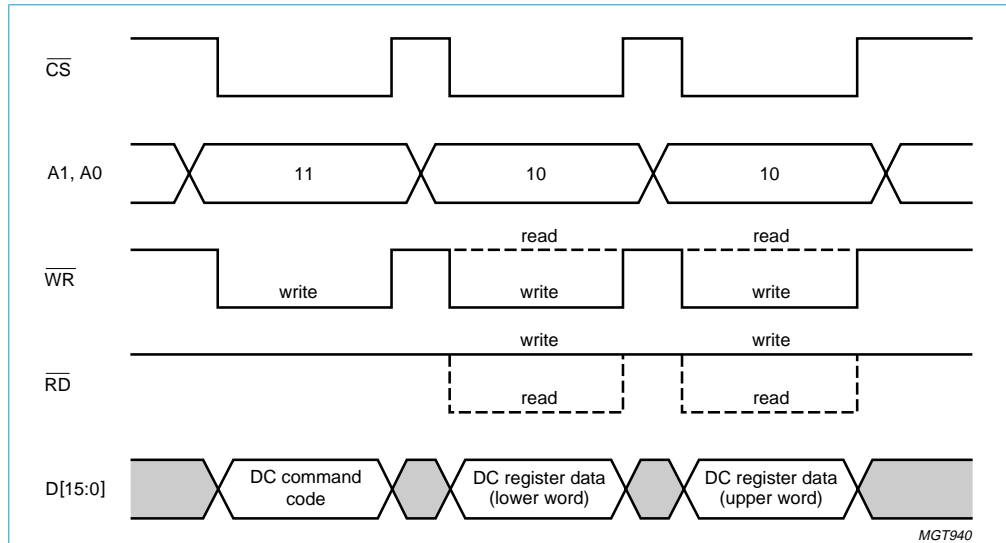 CS
A1, A0
11
10
10
read
read
WR
write
write
write
write
write
RD
read
read
D[15:0]
DC command
code
DC register data
(lower word)
DC register data
(upper word)
MGT940